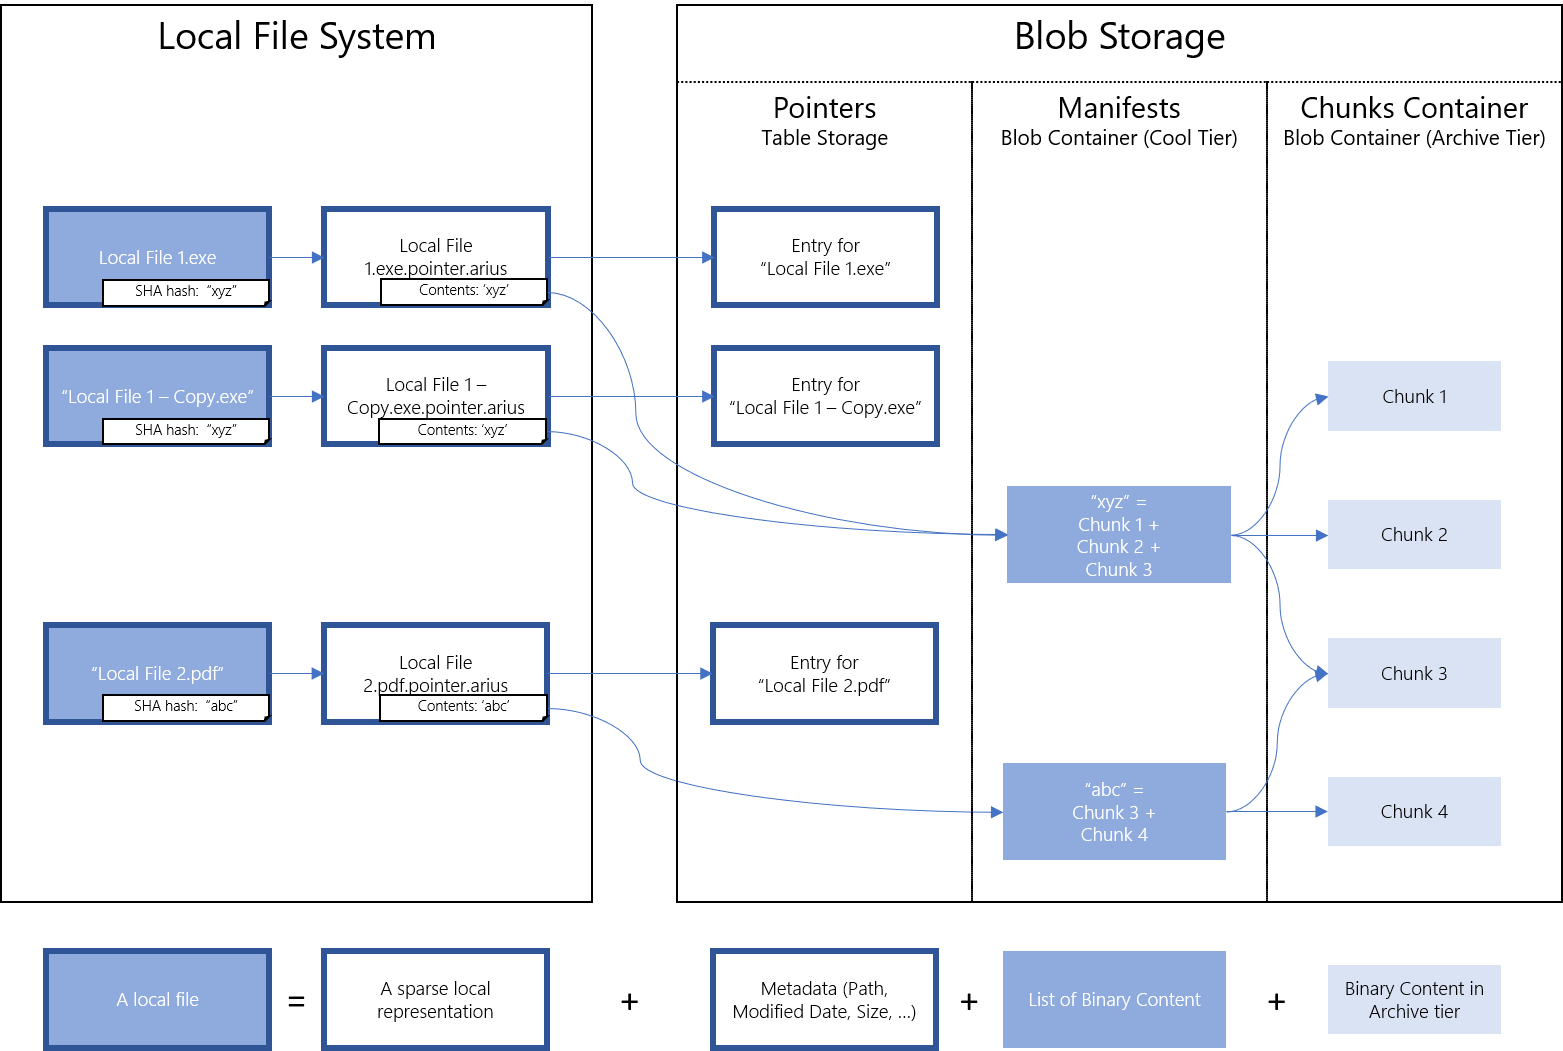 Local File System
Blob Storage
Pointers
Table Storage
Manifests
Blob Container (Cool Tier)
Chunks Container
Blob Container (Archive Tier)
Local File 1.exe
SHA hash: “xyz”
Local File
1.exe.pointer.arius
Contents: ‘xyz’
Entry for
“Local File 1.exe”
“Local File 1 – Copy.exe”
SHA hash: “xyz”
Local File 1 –
Copy.exe.pointer.arius
Contents: ‘xyz’
Entry for
“Local File 1 – Copy.exe”
Chunk 1
“xyz” =
Chunk 1 +
Chunk 2 +
Chunk 3
Chunk 2
“Local File 2.pdf”
SHA hash: “abc”
Local File
2.pdf.pointer.arius
Contents: ‘abc’
Entry for
“Local File 2.pdf”
Chunk 3
“abc” =
Chunk 3 +
Chunk 4
Chunk 4
A local file
=
A sparse local
representation
+
Metadata (Path,
Modified Date, Size, ...)
+
List of Binary Content
+
Binary Content in
Archive tier